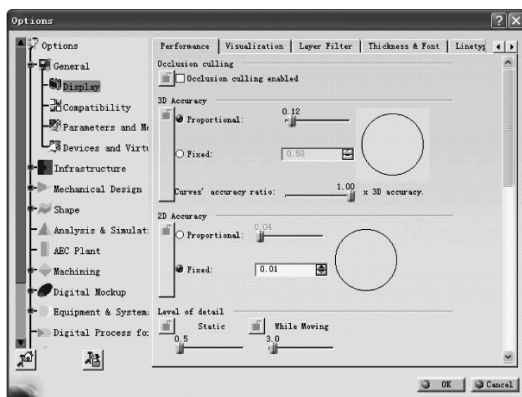 Options
Options
General
Display
Compatibility
Parameters and Me
Devices and Virtu
Infrastructure
Mechanical Design
Shape
Analysis & Simulat:
AEC Plant
Machining
Digital Mockup
Equipment & System:
Digital Process fo:
Performance Visualization Layer Filter Thickness & Font Linety
Occlusion culling
Occlusion culling enabled
3D Accuracy
0.12
Proportional:
Fixed: 0.50
1.00
Curves' accuracy ratio: x 3D accuracy.
2D Accuracy
0.04
Proportional:
Fixed: 0.01
Level of detail
Static While Moving
0.5 3.0
OK Cancel